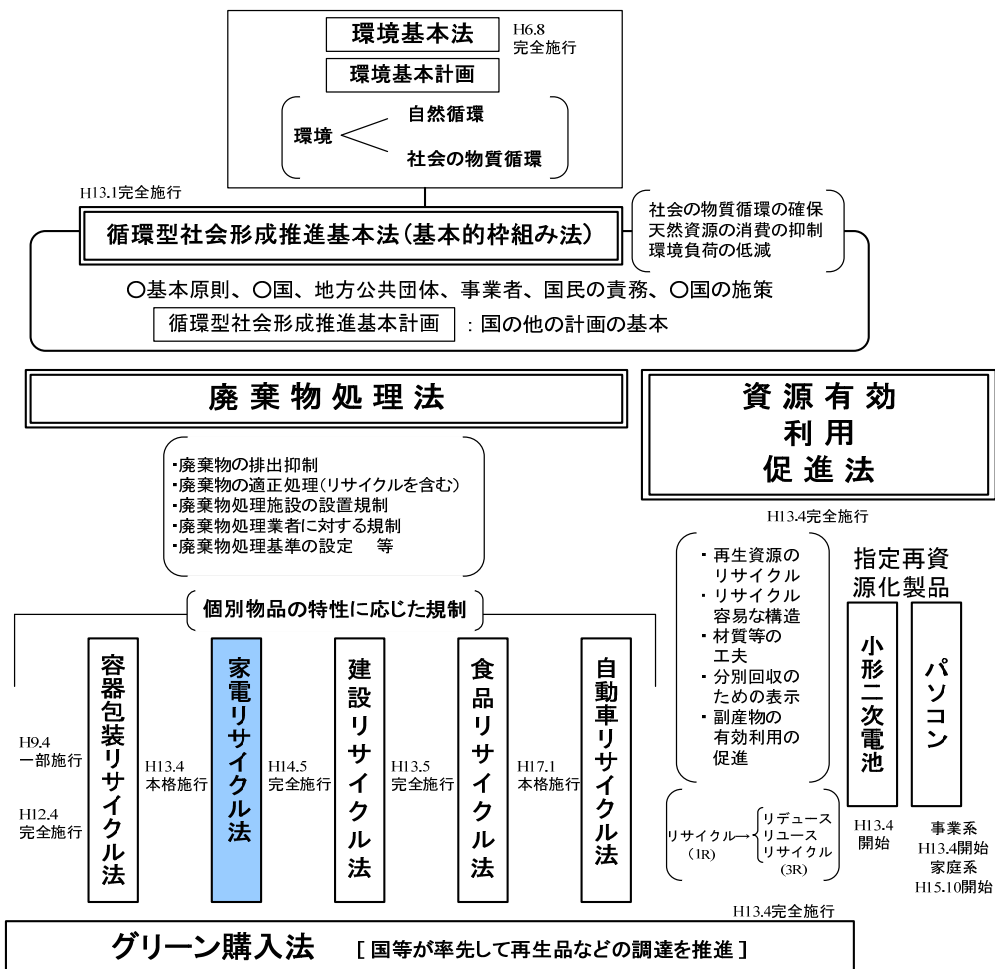 環境基本法
H6.8
完全施行
環境基本計画
環境
自然循環
社会の物質循環
H13.1完全施行
循環型社会形成推進基本法(基本的枠組み法)
社会の物質循環の確保
天然資源の消費の抑制
環境負荷の低減
○基本原則、○国、地方公共団体、事業者、国民の責務、○国の施策
循環型社会形成推進基本計画 : 国の他の計画の基本
廃棄物処理法
・廃棄物の排出抑制
・廃棄物の適正処理(リサイクルを含む)
・廃棄物処理施設の設置規制
・廃棄物処理業者に対する規制
・廃棄物処理基準の設定 等
資源有効
利用
促進法
H13.4完全施行
・再生資源の
リサイクル
・リサイクル
容易な構造
・材質等の
工夫
・分別回収の
ための表示
・副産物の
有効利用の
促進
リサイクル→
(1R)
リデュース
リユース
リサイクル
(3R)
指定再資
源化製品
小形二次電池
H13.4
開始
パソコン
事業系
H13.4開始
家庭系
H15.10開始
個別物品の特性に応じた規制
H9.4
一部施行
H12.4
完全施行
容器包装リサイクル法
H13.4
本格施行
家電リサイクル法
H14.5
完全施行
建設リサイクル法
H13.5
完全施行
食品リサイクル法
H17.1
本格施行
自動車リサイクル法
H13.4完全施行
グリーン購入法 [国等が率先して再生品などの調達を推進]